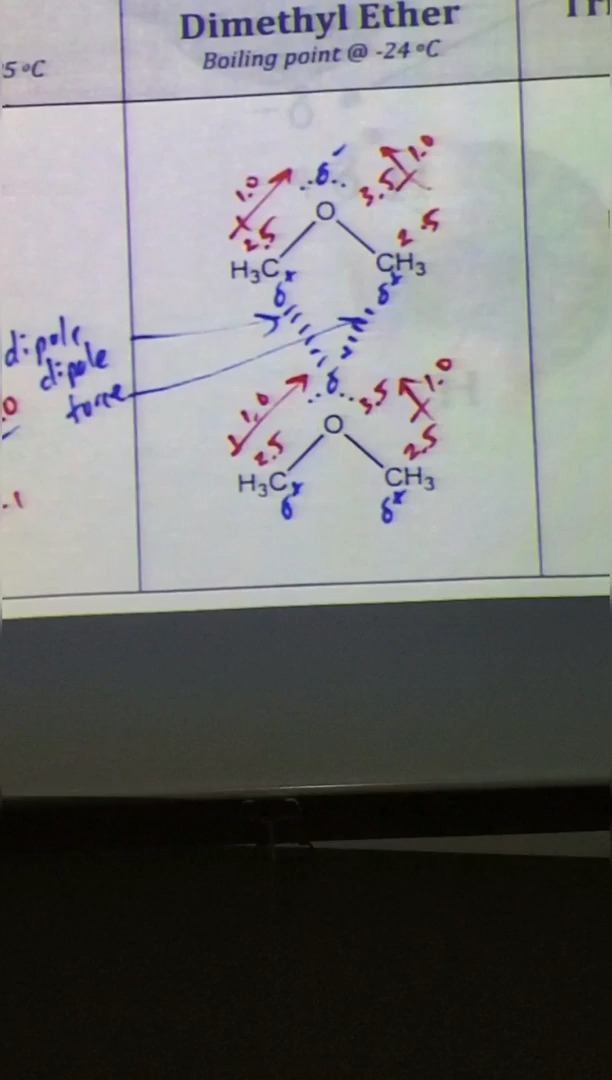 Dimethyl Ether
5 °C
Boiling point @ -24 °C
δ⁻
1.0 1.0
3.5
2.5 O 2.5
H₃C CH₃
δ⁺ δ⁺
dipole
dipole
force
δ
1.0 3.5 1.0
2.5 O 2.5
H₃C CH₃
δ⁺ δ⁺